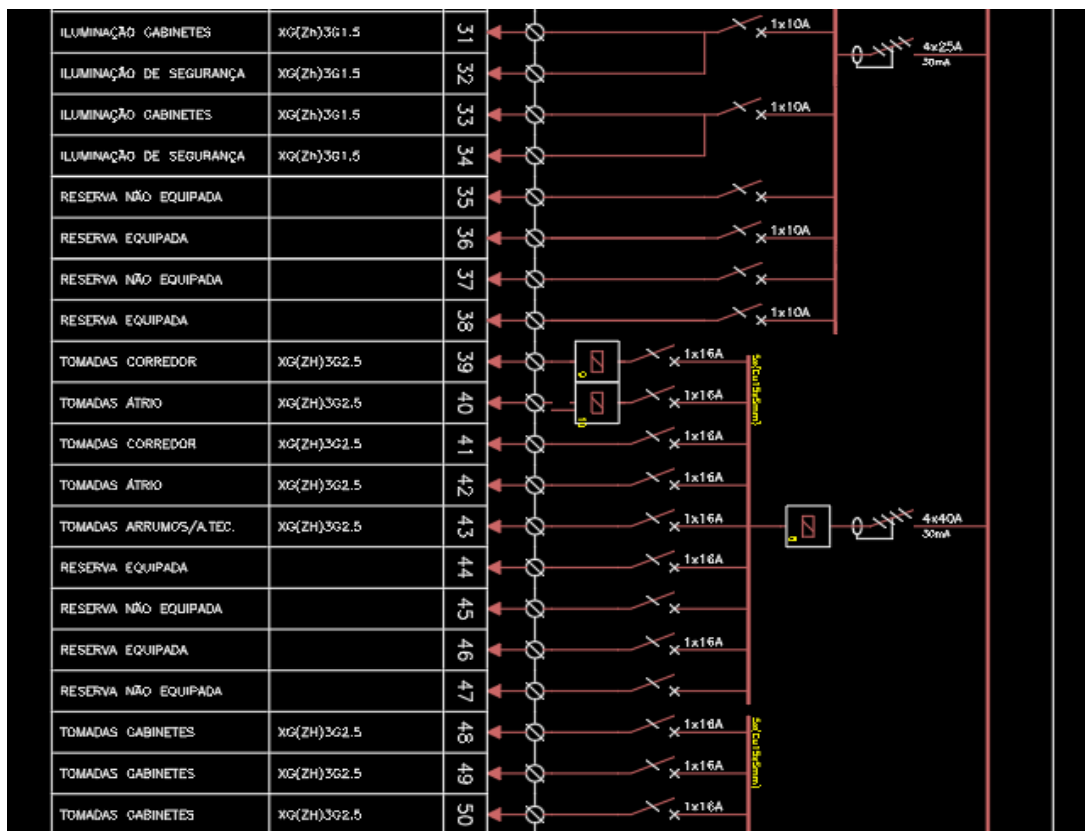 ILUMINAÇÃO GABINETES XG(Zh)3G1.5 31 1x10A
4x25A
30mA
ILUMINAÇÃO DE SEGURANÇA XG(Zh)3G1.5 32
ILUMINAÇÃO GABINETES XG(Zh)3G1.5 33 1x10A
ILUMINAÇÃO DE SEGURANÇA XG(Zh)3G1.5 34
RESERVA NÃO EQUIPADA 35
RESERVA EQUIPADA 36 1x10A
RESERVA NÃO EQUIPADA 37
RESERVA EQUIPADA 38 1x10A
TOMADAS CORREDOR XG(ZH)3G2.5 39 9 1x16A 5x(Cu15x5mm)
TOMADAS ÁTRIO XG(ZH)3G2.5 40 10 1x16A
TOMADAS CORREDOR XG(ZH)3G2.5 41 1x16A
TOMADAS ÁTRIO XG(ZH)3G2.5 42 1x16A
TOMADAS ARRUMOS/A.TEC. XG(ZH)3G2.5 43 1x16A 4x40A
30mA
RESERVA EQUIPADA 44 1x16A
RESERVA NÃO EQUIPADA 45
RESERVA EQUIPADA 46 1x16A
RESERVA NÃO EQUIPADA 47
TOMADAS GABINETES XG(ZH)3G2.5 48 1x16A 5x(Cu15x5mm)
TOMADAS GABINETES XG(ZH)3G2.5 49 1x16A
TOMADAS GABINETES XG(ZH)3G2.5 50 1x16A